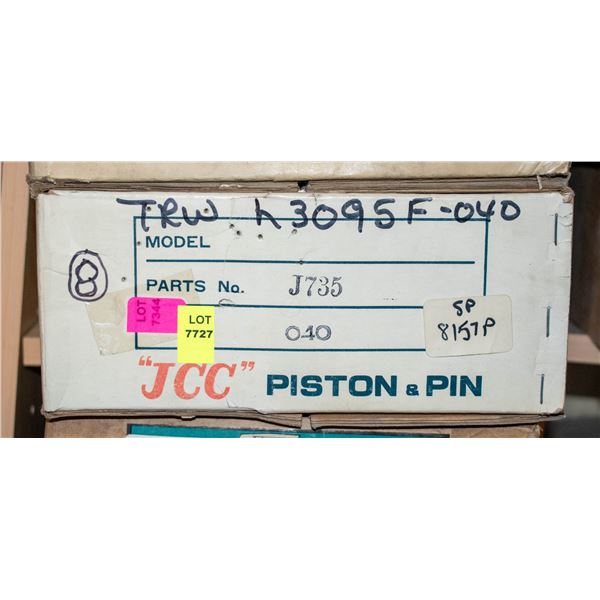 TRW L3095F-040
MODEL
PARTS No. J735
040
8
LOT
7344
LOT
7727
SP
8157P
"JCC" PISTON & PIN